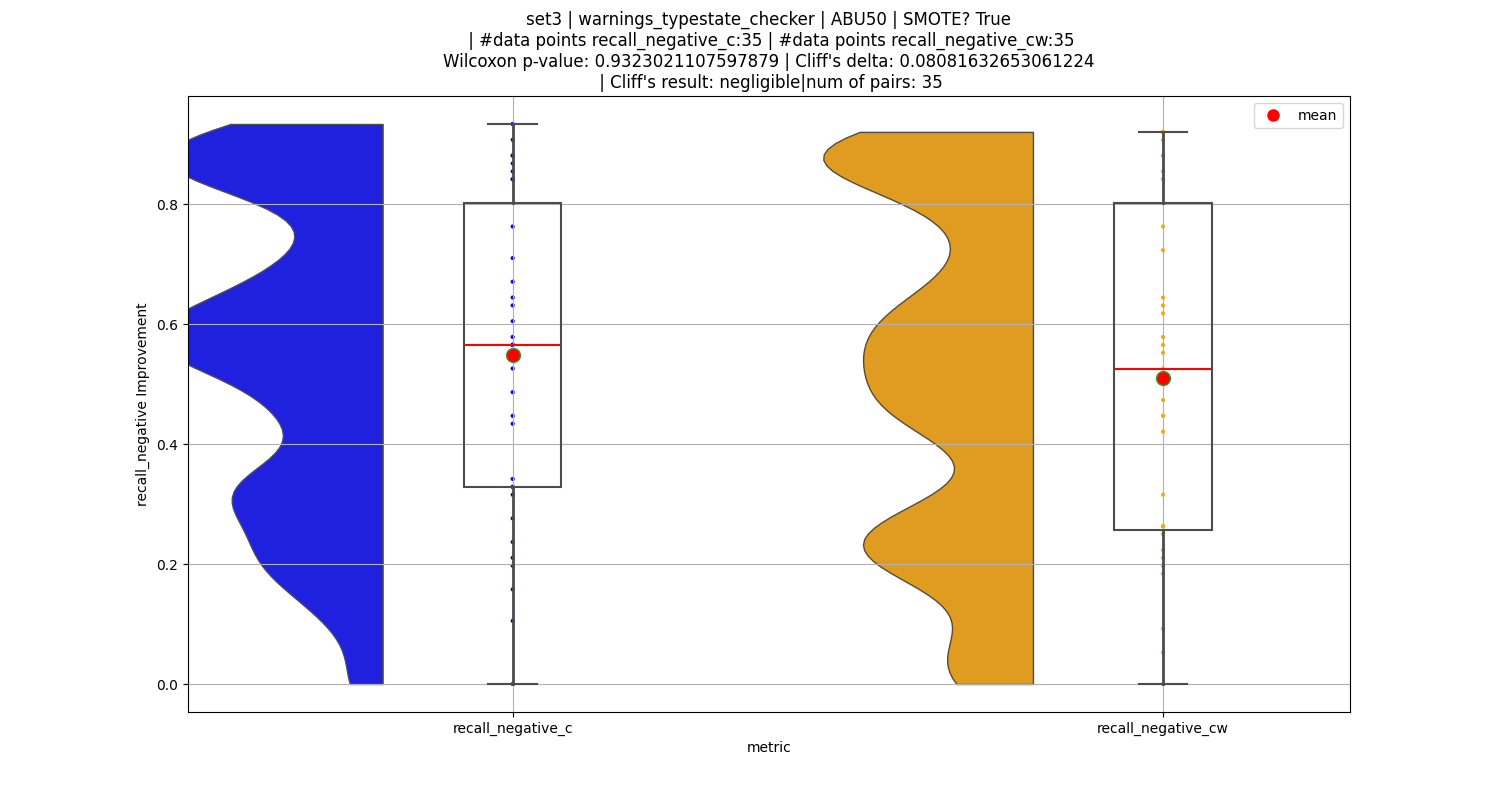 set3 | warnings_typestate_checker | ABU50 | SMOTE? True
| #data points recall_negative_c:35 | #data points recall_negative_cw:35
Wilcoxon p-value: 0.9323021107597879 | Cliff's delta: 0.08081632653061224
| Cliff's result: negligible|num of pairs: 35
mean
recall_negative Improvement
0.8
0.6
0.4
0.2
0.0
recall_negative_c
recall_negative_cw
metric